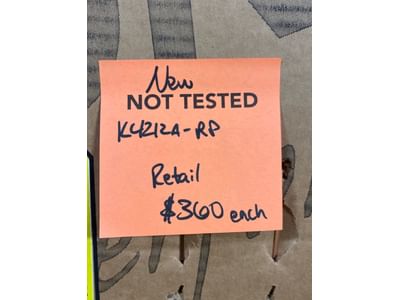 New
NOT TESTED
K4212A-RP
Retail
$360 each